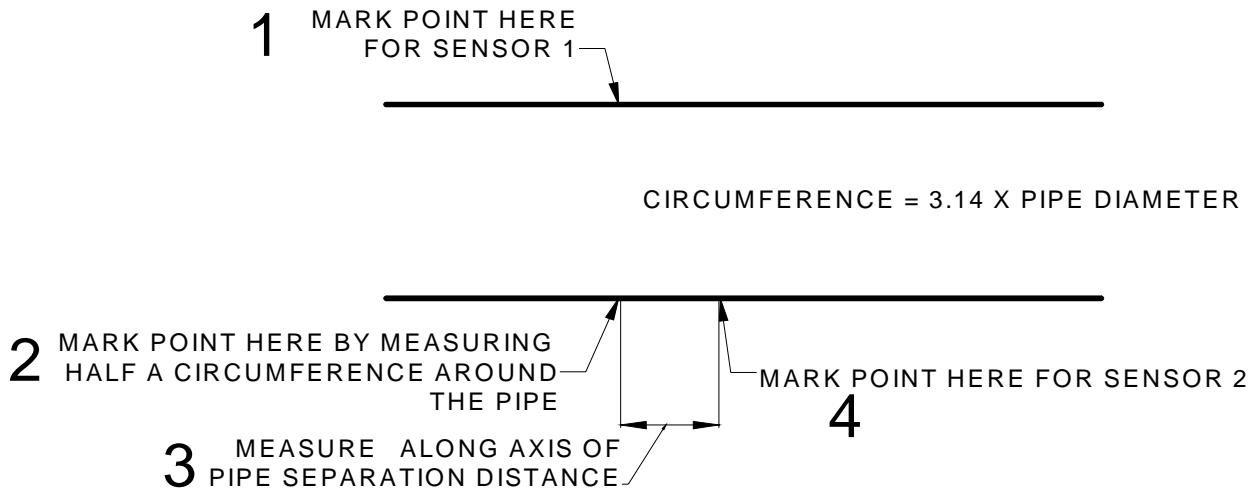 1
MARK POINT HERE
FOR SENSOR 1
CIRCUMFERENCE = 3.14 X PIPE DIAMETER
2
MARK POINT HERE BY MEASURING
HALF A CIRCUMFERENCE AROUND
THE PIPE
3
MEASURE ALONG AXIS OF
PIPE SEPARATION DISTANCE
MARK POINT HERE FOR SENSOR 2
4